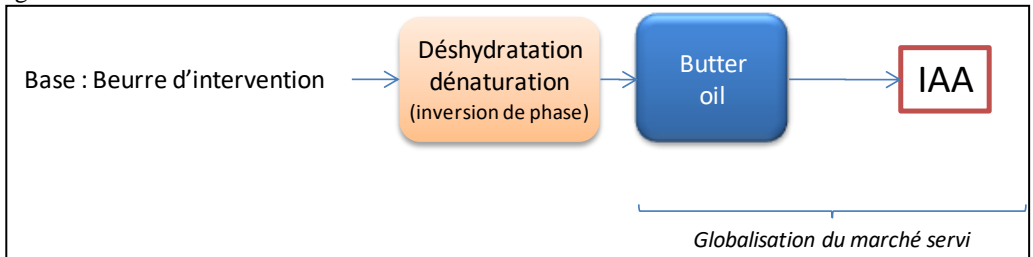 Base : Beurre d'intervention
Déshydratation
dénaturation
(inversion de phase)
Butter
oil
IAA
Globalisation du marché servi